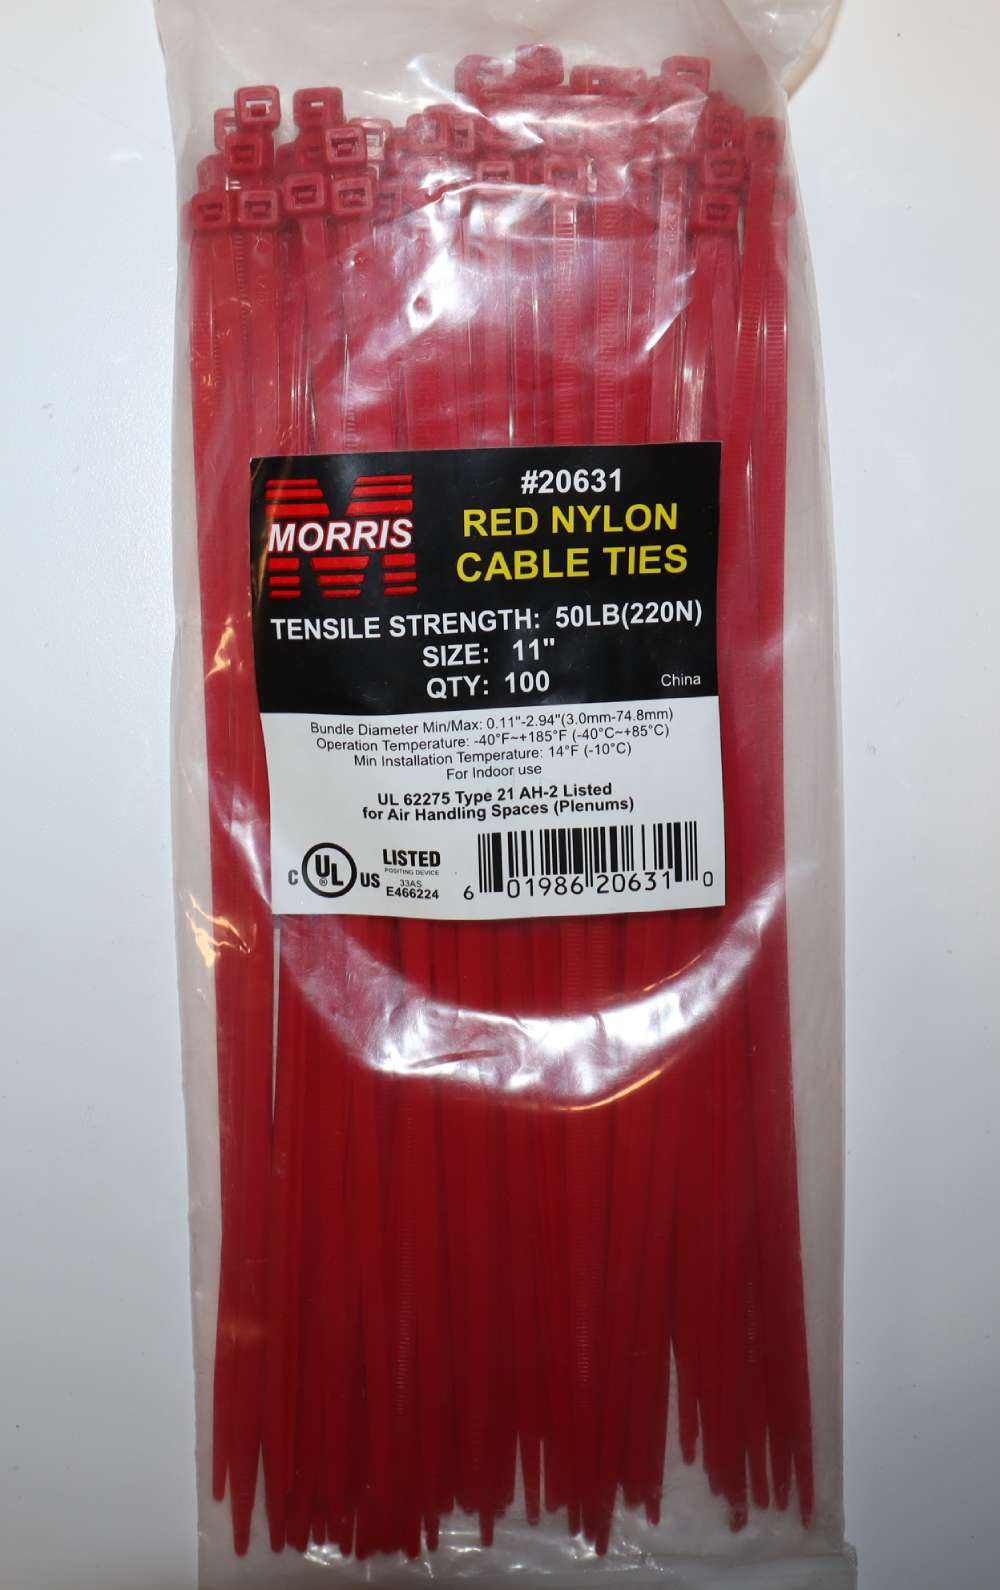 #20631
MORRIS
RED NYLON
CABLE TIES
TENSILE STRENGTH: 50LB(220N)
SIZE: 11"
QTY: 100
China
Bundle Diameter Min/Max: 0.11"-2.94"(3.0mm-74.8mm)
Operation Temperature: -40°F~+185°F (-40°C~+85°C)
Min Installation Temperature: 14°F (-10°C)
For Indoor use
UL 62275 Type 21 AH-2 Listed
for Air Handling Spaces (Plenums)
C UL ® US
LISTED
POSITING DEVICE
33AS
E466224
6 01986 20631 0